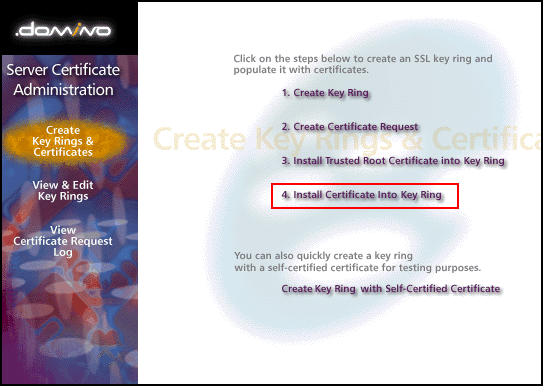 .domino
Server Certificate
Administration
Create
Key Rings &
Certificates
View & Edit
Key Rings
View
Certificate Request
Log
Click on the steps below to create an SSL key ring and
populate it with certificates.
1. Create Key Ring
2. Create Certificate Request
Create Key Rings & Certifica
3. Install Trusted Root Certificate into Key Ring
4. Install Certificate Into Key Ring
You can also quickly create a key ring
with a self-certified certificate for testing purposes.
Create Key Ring with Self-Certified Certificate